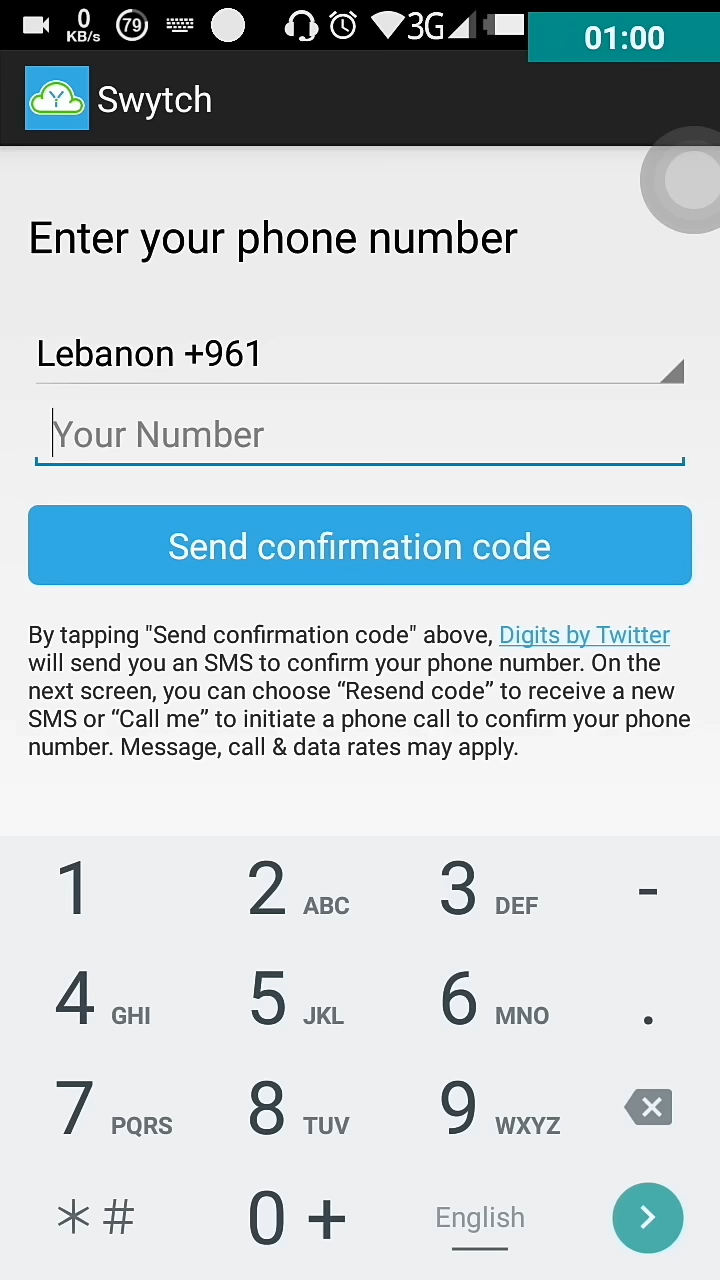 0
KB/s
79
3G
01:00
Swytch
Enter your phone number
Lebanon +961
Your Number
Send confirmation code
By tapping "Send confirmation code" above, Digits by Twitter
will send you an SMS to confirm your phone number. On the
next screen, you can choose “Resend code” to receive a new
SMS or “Call me” to initiate a phone call to confirm your phone
number. Message, call & data rates may apply.
1 2 ABC 3 DEF -
4 GHI 5 JKL 6 MNO .
7 PQRS 8 TUV 9 WXYZ
*# 0 + English